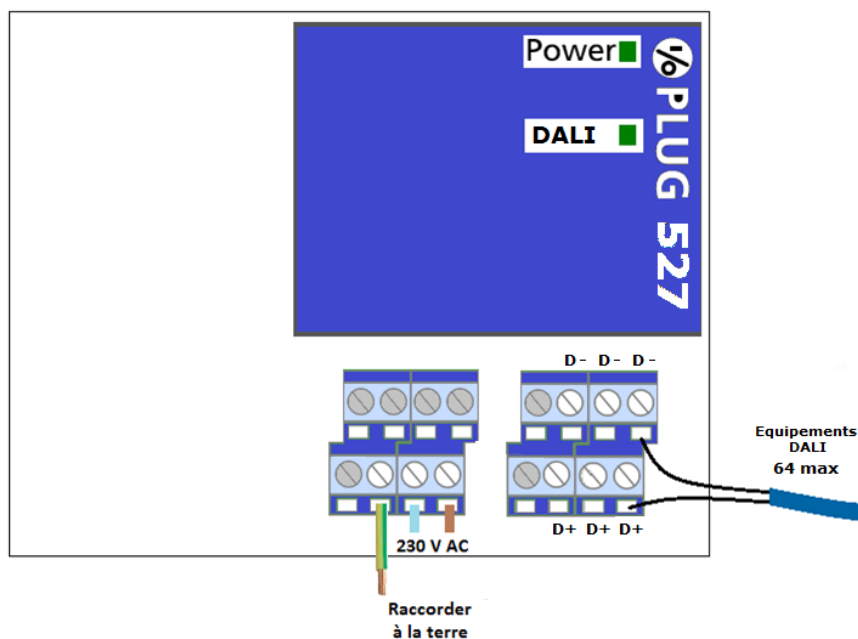 Power
DALI
I/O PLUG 527
D- D- D-
Equipements
DALI
64 max
D+ D+ D+
230 V AC
Raccorder
à la terre